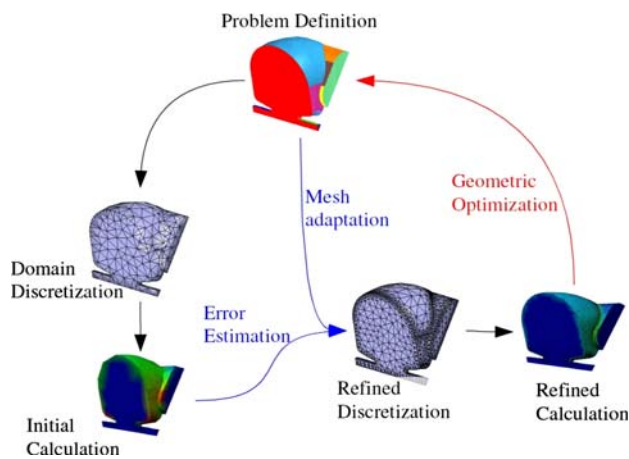 Problem Definition
Mesh
adaptation
Geometric
Optimization
Domain
Discretization
Error
Estimation
Refined
Discretization
Refined
Calculation
Initial
Calculation